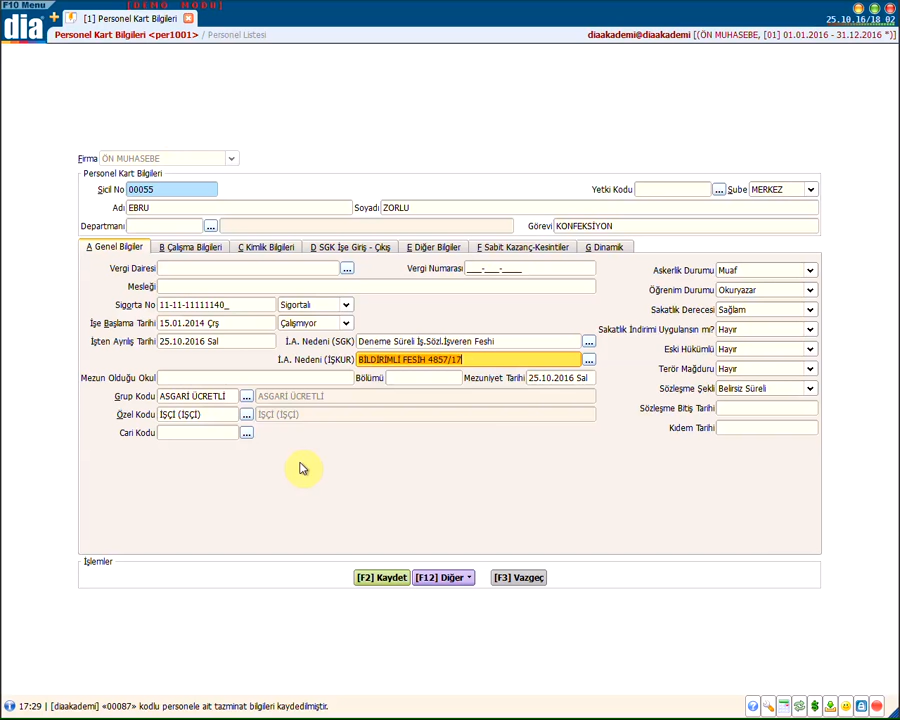 F10 Menu [DEMO MODU]
dia [1] Personel Kart Bilgileri 25.10.16/18 02
Personel Kart Bilgileri <per1001> / Personel Listesi diaakademi@diaakademi [(ÖN MUHASEBE, [01] 01.01.2016 - 31.12.2016 ")]
Firma ÖN MUHASEBE
Personel Kart Bilgileri
Sicil No 00055 Yetki Kodu ... Şube MERKEZ
Adı EBRU Soyadı ZORLU
Departmanı ... Görevi KONFEKSİYON
A Genel Bilgiler B Çalışma Bilgileri C Kimlik Bilgileri D SGK İşe Giriş - Çıkış E Diğer Bilgiler F Sabit Kazanç-Kesintiler G Dinamik
Vergi Dairesi ... Vergi Numarası ___-___-____ Askerlik Durumu Muaf
Mesleği Öğrenim Durumu Okuryazar
Sigorta No 11-11-11111140_ Sigortalı Sakatlık Derecesi Sağlam
İşe Başlama Tarihi 15.01.2014 Çrş Çalışmıyor Sakatlık İndirimi Uygulansın mı? Hayır
İşten Ayrılış Tarihi 25.10.2016 Sal İ.A. Nedeni (SGK) Deneme Süreli İş.Sözl.İşveren Feshi ... Eski Hükümlü Hayır
İ.A. Nedeni (İŞKUR) BİLDİRİMLİ FESİH 4857/17 ... Terör Mağduru Hayır
Mezun Olduğu Okul Bölümü Mezuniyet Tarihi 25.10.2016 Sal Sözleşme Şekli Belirsiz Süreli
Grup Kodu ASGARİ ÜCRETLİ ... ASGARİ ÜCRETLİ Sözleşme Bitiş Tarihi
Özel Kodu İŞÇİ (İŞÇİ) ... İŞÇİ (İŞÇİ) Kıdem Tarihi
Cari Kodu ...
İşlemler
[F2] Kaydet [F12] Diğer [F3] Vazgeç
17:29 | [diaakademi] «00087» kodlu personele ait tazminat bilgileri kaydedilmiştir.